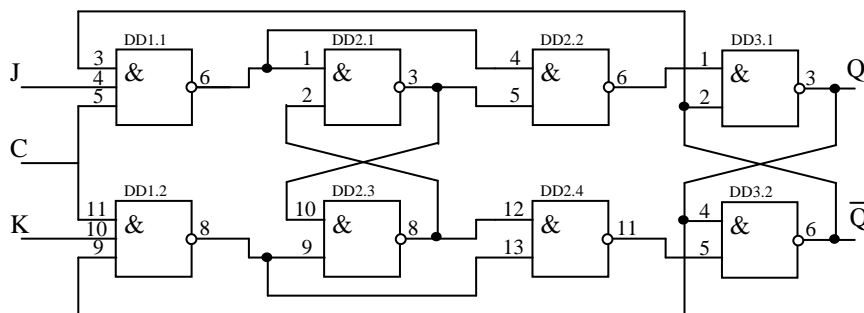 DD1.1 DD2.1 DD2.2 DD3.1
3 1 4 1 Q
J 4 & 6 & 3 & 6 & 3
5 2 5 2
C
DD1.2 DD2.3 DD2.4 DD3.2
11 10 12 4 Q̅
K 10 & 8 & 8 & 11 & 6
9 9 13 5